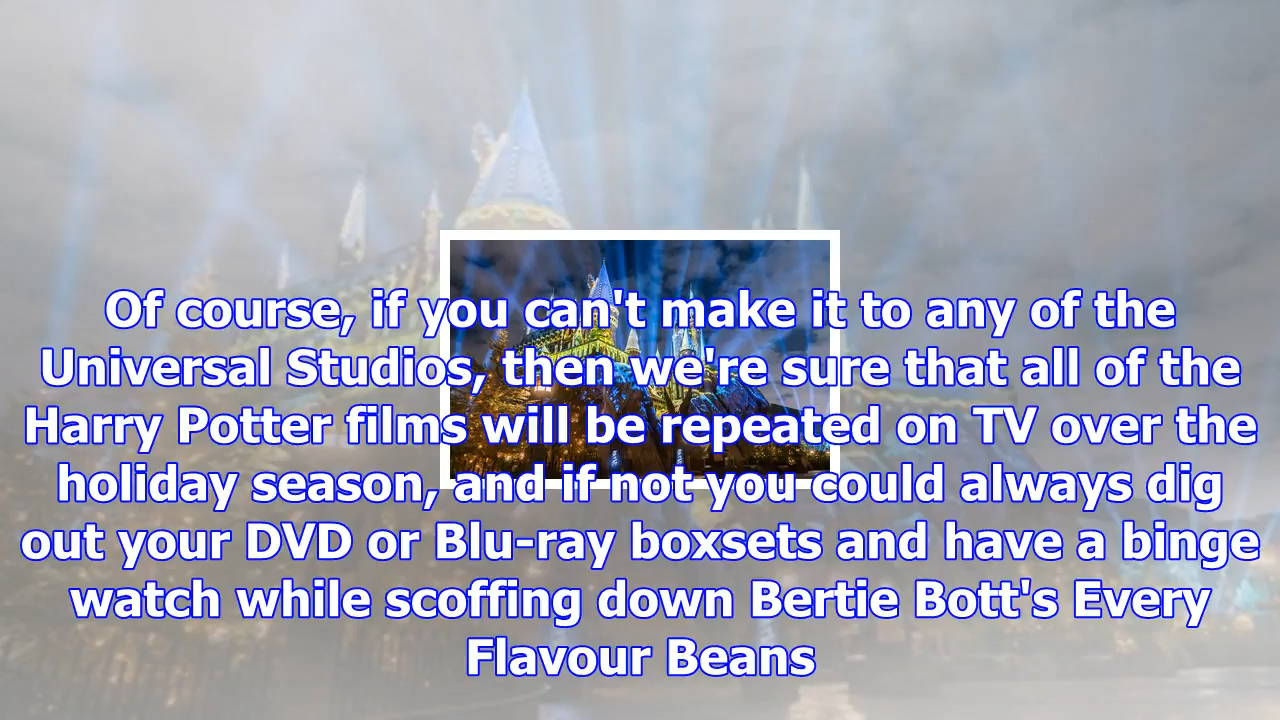 Of course, if you can't make it to any of the
Universal Studios, then we're sure that all of the
Harry Potter films will be repeated on TV over the
holiday season, and if not you could always dig
out your DVD or Blu-ray boxsets and have a binge
watch while scoffing down Bertie Bott's Every
Flavour Beans